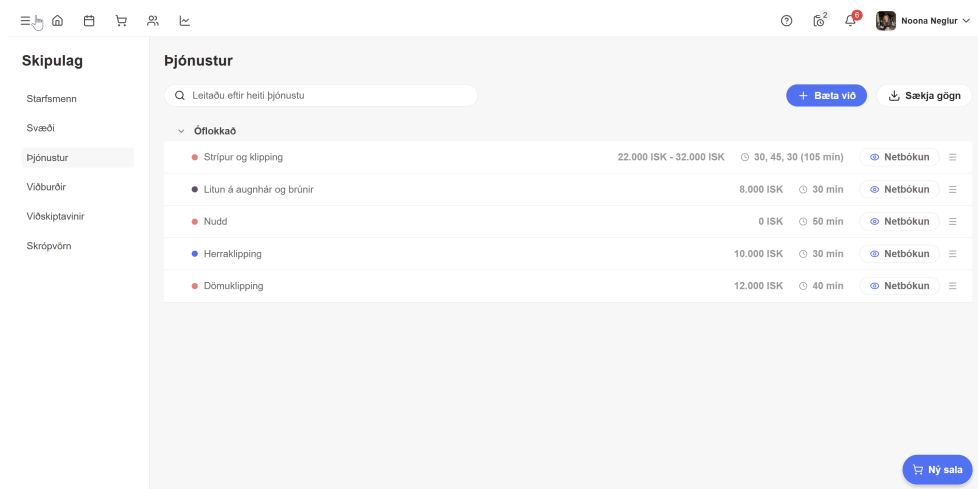 2
6
Noona Neglur
Skipulag
Starfsmenn
Svæði
Þjónustur
Viðburðir
Viðskiptavinir
Skrópvörn
Þjónustur
Leitaðu eftir heiti þjónustu
Bæta við
Sækja gögn
Óflokkað
Strípur og klipping 22.000 ISK - 32.000 ISK 30, 45, 30 (105 min) Netbókun
Litun á augnhár og brúnir 8.000 ISK 30 min Netbókun
Nudd 0 ISK 50 min Netbókun
Herraklipping 10.000 ISK 30 min Netbókun
Dömuklipping 12.000 ISK 40 min Netbókun
Ný sala